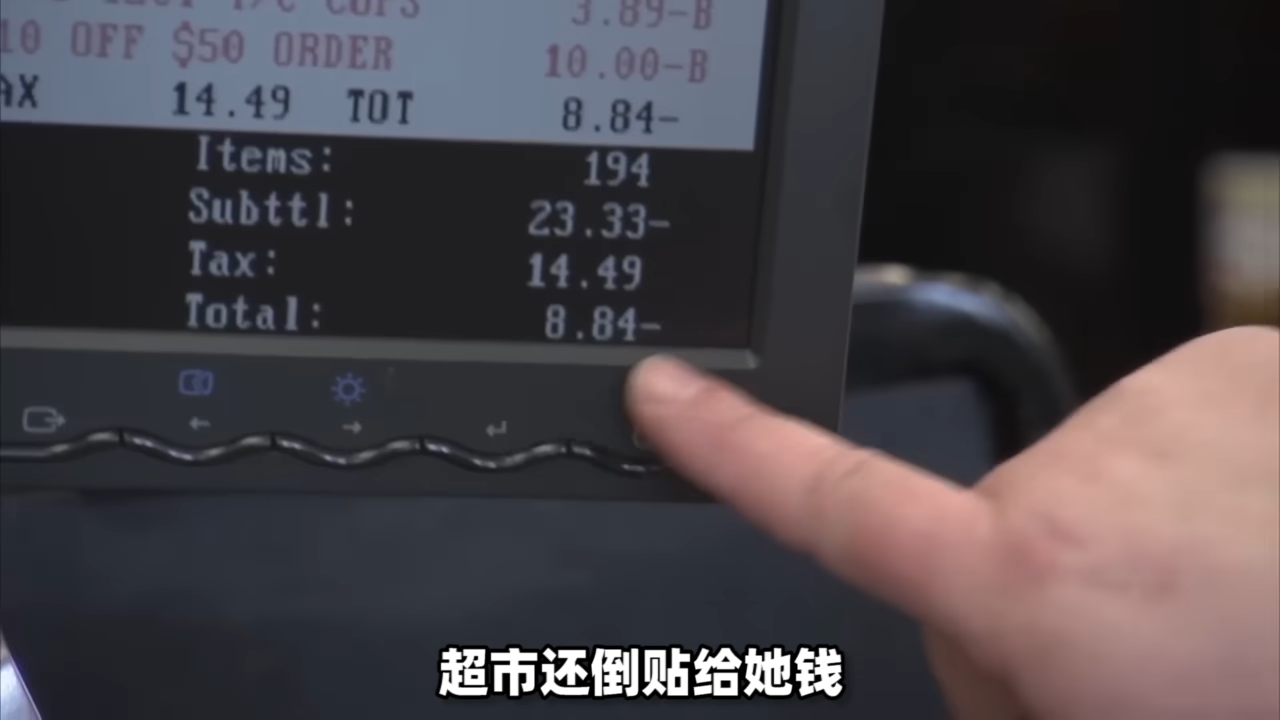 3.89-B
10 OFF $50 ORDER 10.00-B
AX 14.49 TOT 8.84-
Items: 194
Subttl: 23.33-
Tax: 14.49
Total: 8.84-
超市还倒贴给她钱